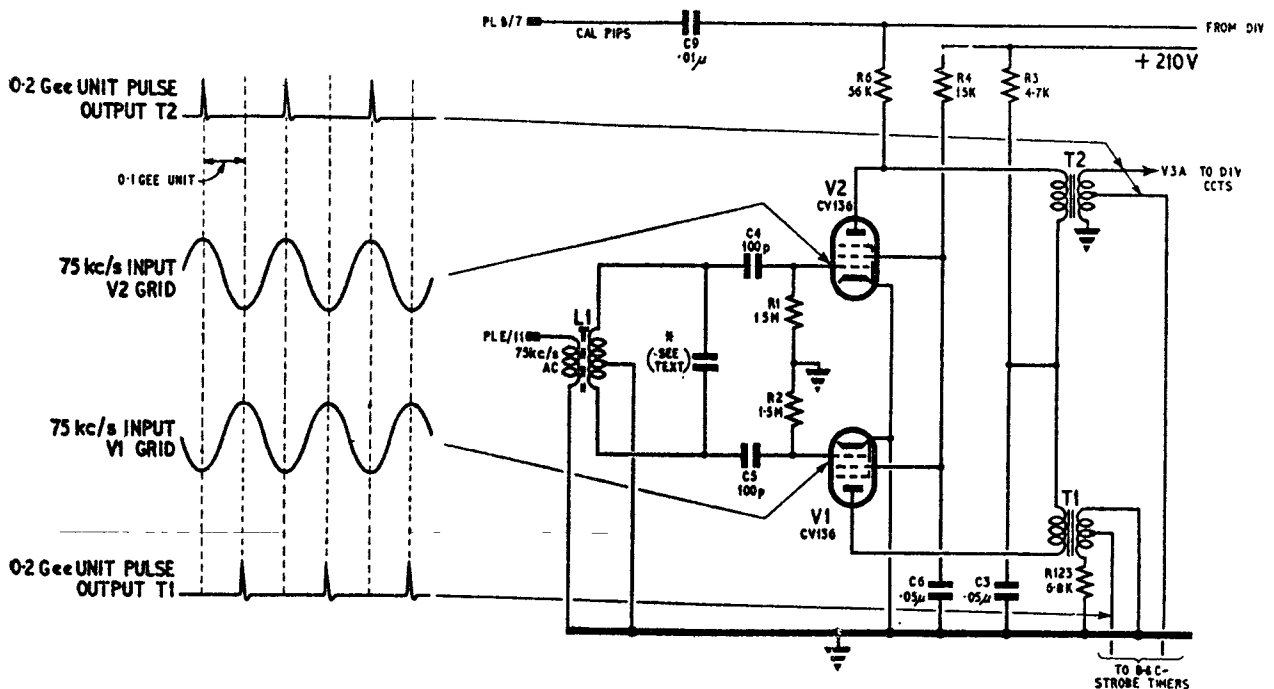 PL 8/7
CAL PIPS
C9
·01μ
FROM DIV
+ 210V
0·2 Gee UNIT PULSE
OUTPUT T2
R6
56K
R4
15K
R3
4·7K
0·1 GEE UNIT
V2
CV136
T2
V3A TO DIV
CCTS
75 kc/s INPUT
V2 GRID
C4
100p
R1
1·5M
L1
PLE/11
75kc/s
AC
*
(SEE
TEXT)
R2
1·5M
75 kc/s INPUT
V1 GRID
C5
100p
V1
CV136
T1
0·2 Gee UNIT PULSE
OUTPUT T1
C6
·05μ
C3
·05μ
R123
6·8K
TO B & C-
STROBE TIMERS